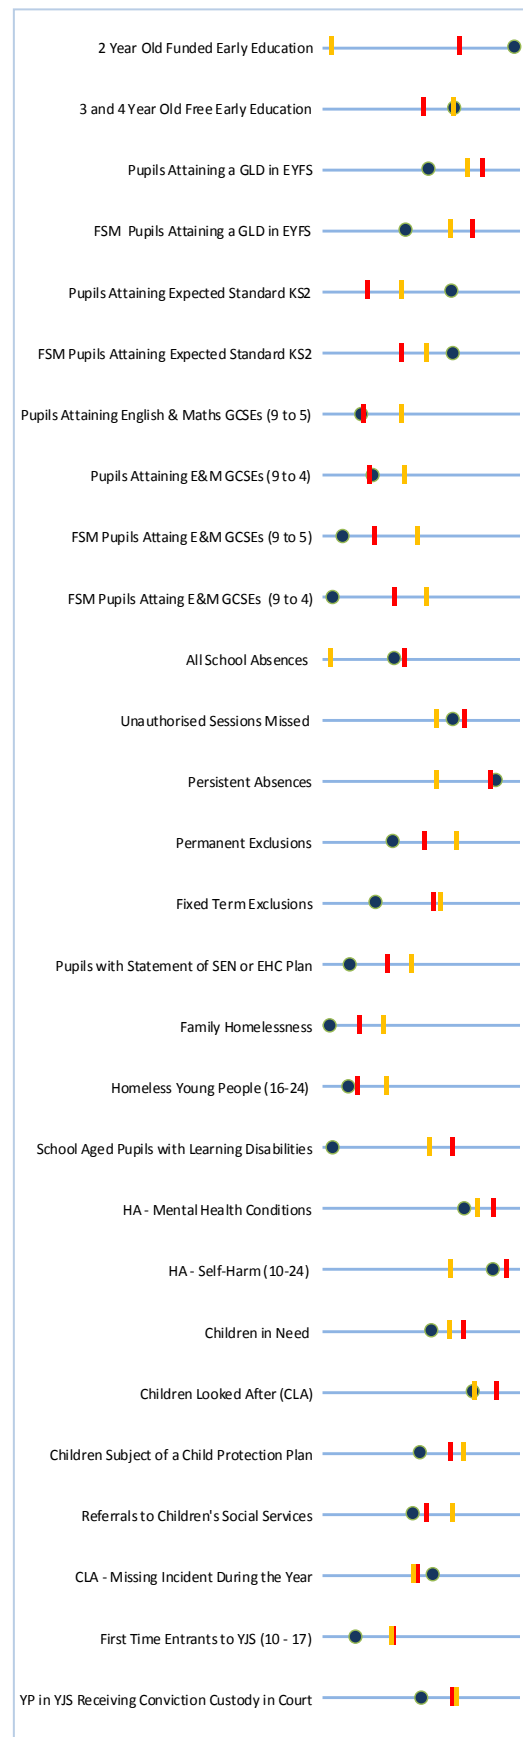 2 Year Old Funded Early Education
3 and 4 Year Old Free Early Education
Pupils Attaining a GLD in EYFS
FSM Pupils Attaining a GLD in EYFS
Pupils Attaining Expected Standard KS2
FSM Pupils Attaining Expected Standard KS2
Pupils Attaining English & Maths GCSEs (9 to 5)
Pupils Attaining E&M GCSEs (9 to 4)
FSM Pupils Attaing E&M GCSEs (9 to 5)
FSM Pupils Attaing E&M GCSEs (9 to 4)
All School Absences
Unauthorised Sessions Missed
Persistent Absences
Permanent Exclusions
Fixed Term Exclusions
Pupils with Statement of SEN or EHC Plan
Family Homelessness
Homeless Young People (16-24)
School Aged Pupils with Learning Disabilities
HA - Mental Health Conditions
HA - Self-Harm (10-24)
Children in Need
Children Looked After (CLA)
Children Subject of a Child Protection Plan
Referrals to Children's Social Services
CLA - Missing Incident During the Year
First Time Entrants to YJS (10 - 17)
YP in YJS Receiving Conviction Custody in Court